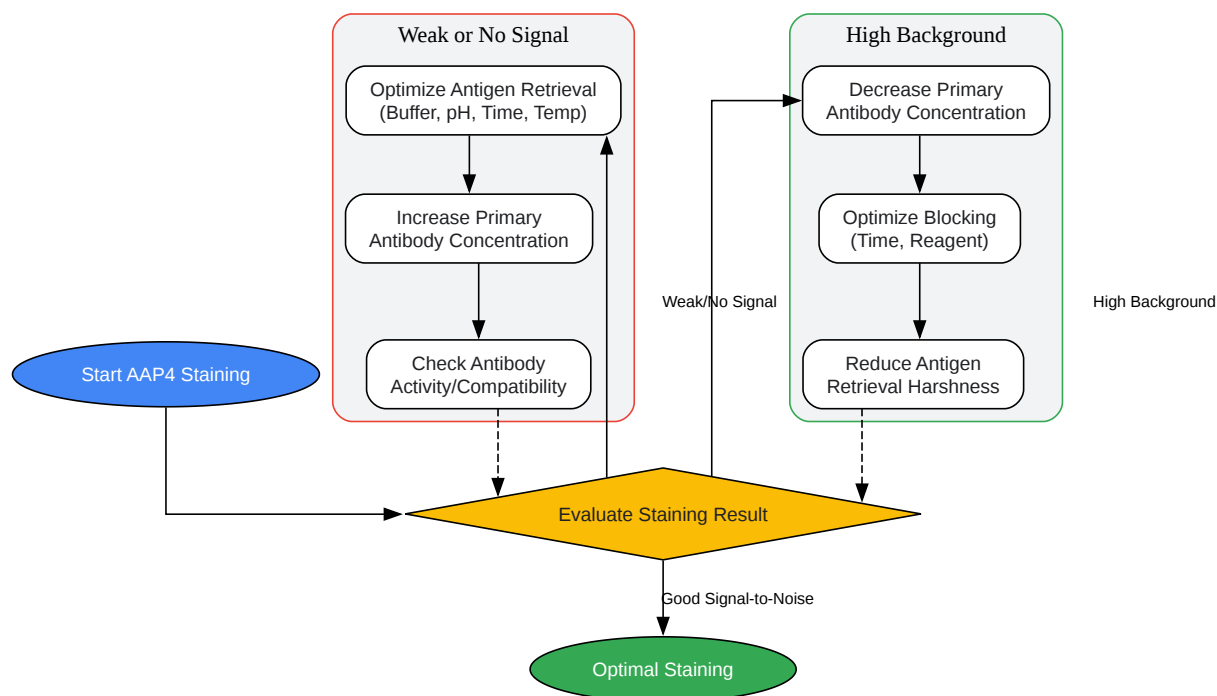 Weak or No Signal
Optimize Antigen Retrieval
(Buffer, pH, Time, Temp)
Increase Primary
Antibody Concentration
Check Antibody
Activity/Compatibility
High Background
Decrease Primary
Antibody Concentration
Optimize Blocking
(Time, Reagent)
Reduce Antigen
Retrieval Harshness
Weak/No Signal
High Background
Start AAP4 Staining
Evaluate Staining Result
Good Signal-to-Noise
Optimal Staining